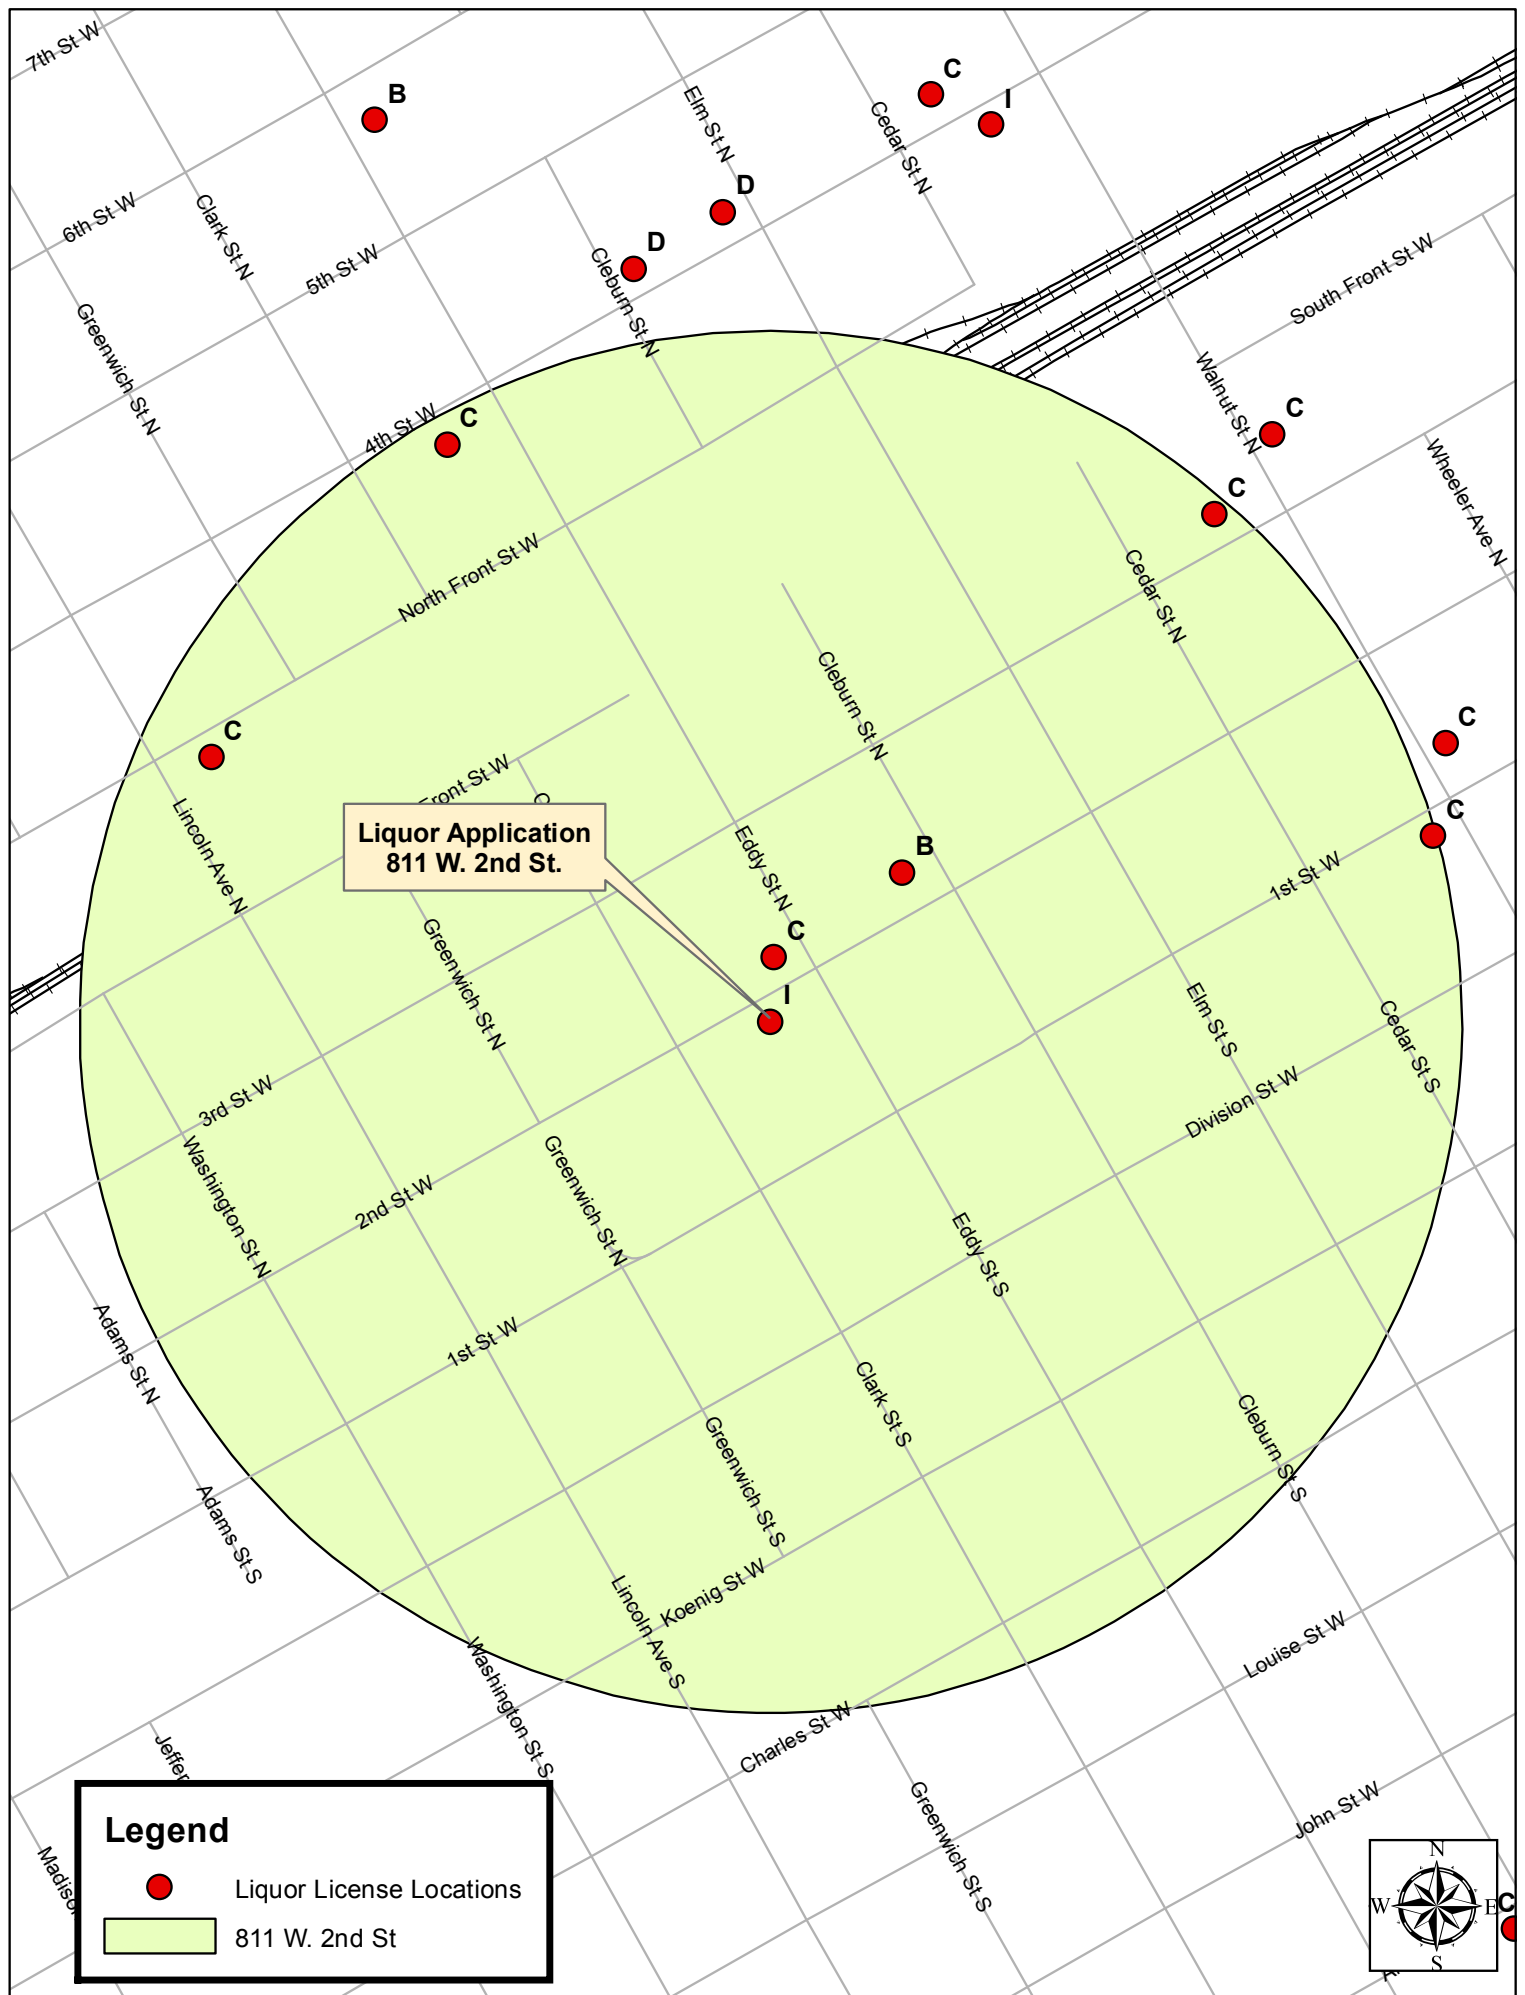 7th St W
B
C
I
Elm St N
Cedar St N
D
6th St W
Clark St N
5th St W
D
Cleburn St N
South Front St W
Greenwich St N
4th St W
C
Walnut St N
C
Wheeler Ave N
C
North Front St W
Cedar St N
Cleburn St N
C
C
Front St W
Lincoln Ave N
Liquor Application
811 W. 2nd St.
Eddy St N
C
B
1st St W
Greenwich St N
C
I
Elm St S
Cedar St S
3rd St W
Division St W
Washington St N
2nd St W
Greenwich St N
Eddy St S
Adams St N
1st St W
Clark St S
Cleburn St S
Greenwich St S
Adams St S
Koenig St W
Lincoln Ave S
Louise St W
Washington St S
Charles St W
Jeffer
Greenwich St S
John St W
Madiso
Legend
Liquor License Locations
811 W. 2nd St
N
W
E
S
C